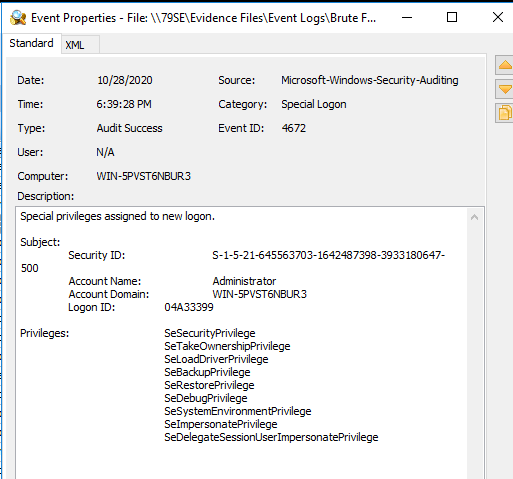 Event Properties - File: \\79SE\Evidence Files\Event Logs\Brute F...
Standard XML
Date: 10/28/2020 Source: Microsoft-Windows-Security-Auditing
Time: 6:39:28 PM Category: Special Logon
Type: Audit Success Event ID: 4672
User: N/A
Computer: WIN-5PVST6NBUR3
Description:
Special privileges assigned to new logon.
Subject:
Security ID: S-1-5-21-645563703-1642487398-3933180647-
500
Account Name: Administrator
Account Domain: WIN-5PVST6NBUR3
Logon ID: 04A33399
Privileges: SeSecurityPrivilege
SeTakeOwnershipPrivilege
SeLoadDriverPrivilege
SeBackupPrivilege
SeRestorePrivilege
SeDebugPrivilege
SeSystemEnvironmentPrivilege
SeImpersonatePrivilege
SeDelegateSessionUserImpersonatePrivilege